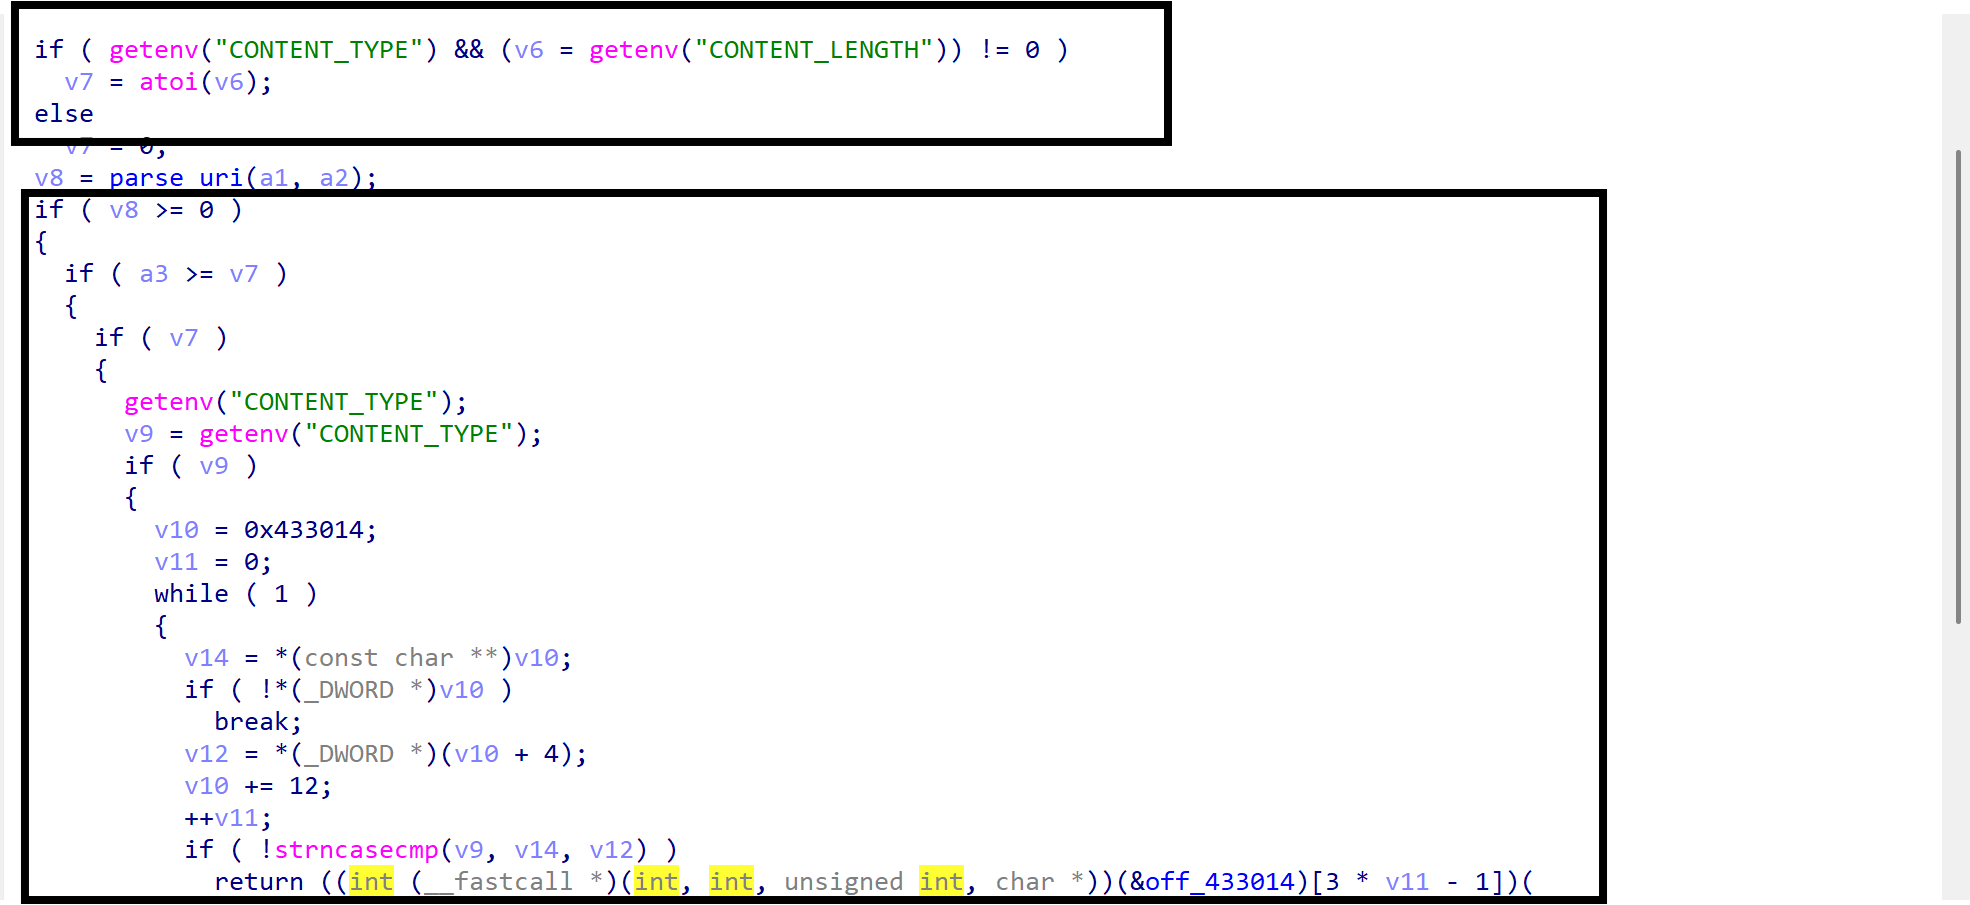 if ( getenv("CONTENT_TYPE") && (v6 = getenv("CONTENT_LENGTH")) != 0 )
v7 = atoi(v6);
else
v7 = 0;
v8 = parse_uri(a1, a2);
if ( v8 >= 0 )
{
if ( a3 >= v7 )
{
if ( v7 )
{
getenv("CONTENT_TYPE");
v9 = getenv("CONTENT_TYPE");
if ( v9 )
{
v10 = 0x433014;
v11 = 0;
while ( 1 )
{
v14 = *(const char **)v10;
if ( !*(_DWORD *)v10 )
break;
v12 = *(_DWORD *)(v10 + 4);
v10 += 12;
++v11;
if ( !strncasecmp(v9, v14, v12) )
return ((int (__fastcall *)(int, int, unsigned int, char *))(&off_433014)[3 * v11 - 1])(